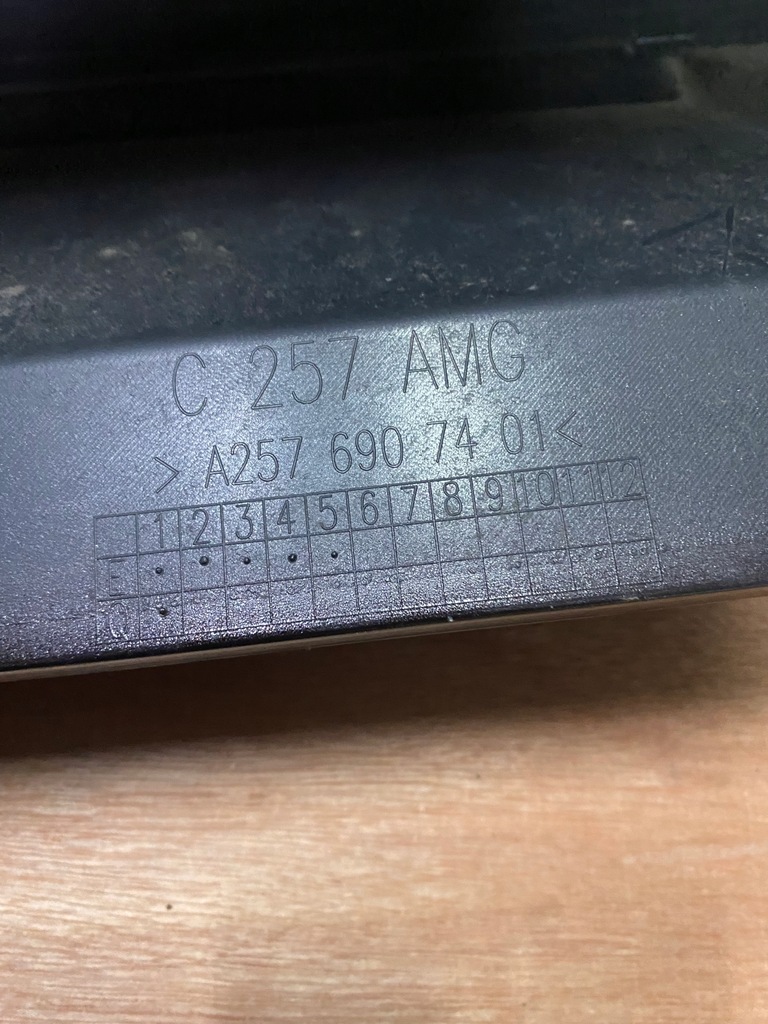 C 257 AMG
> A257 690 74 01<
1 2 3 4 5 6 7 8 9 10 11 12
E